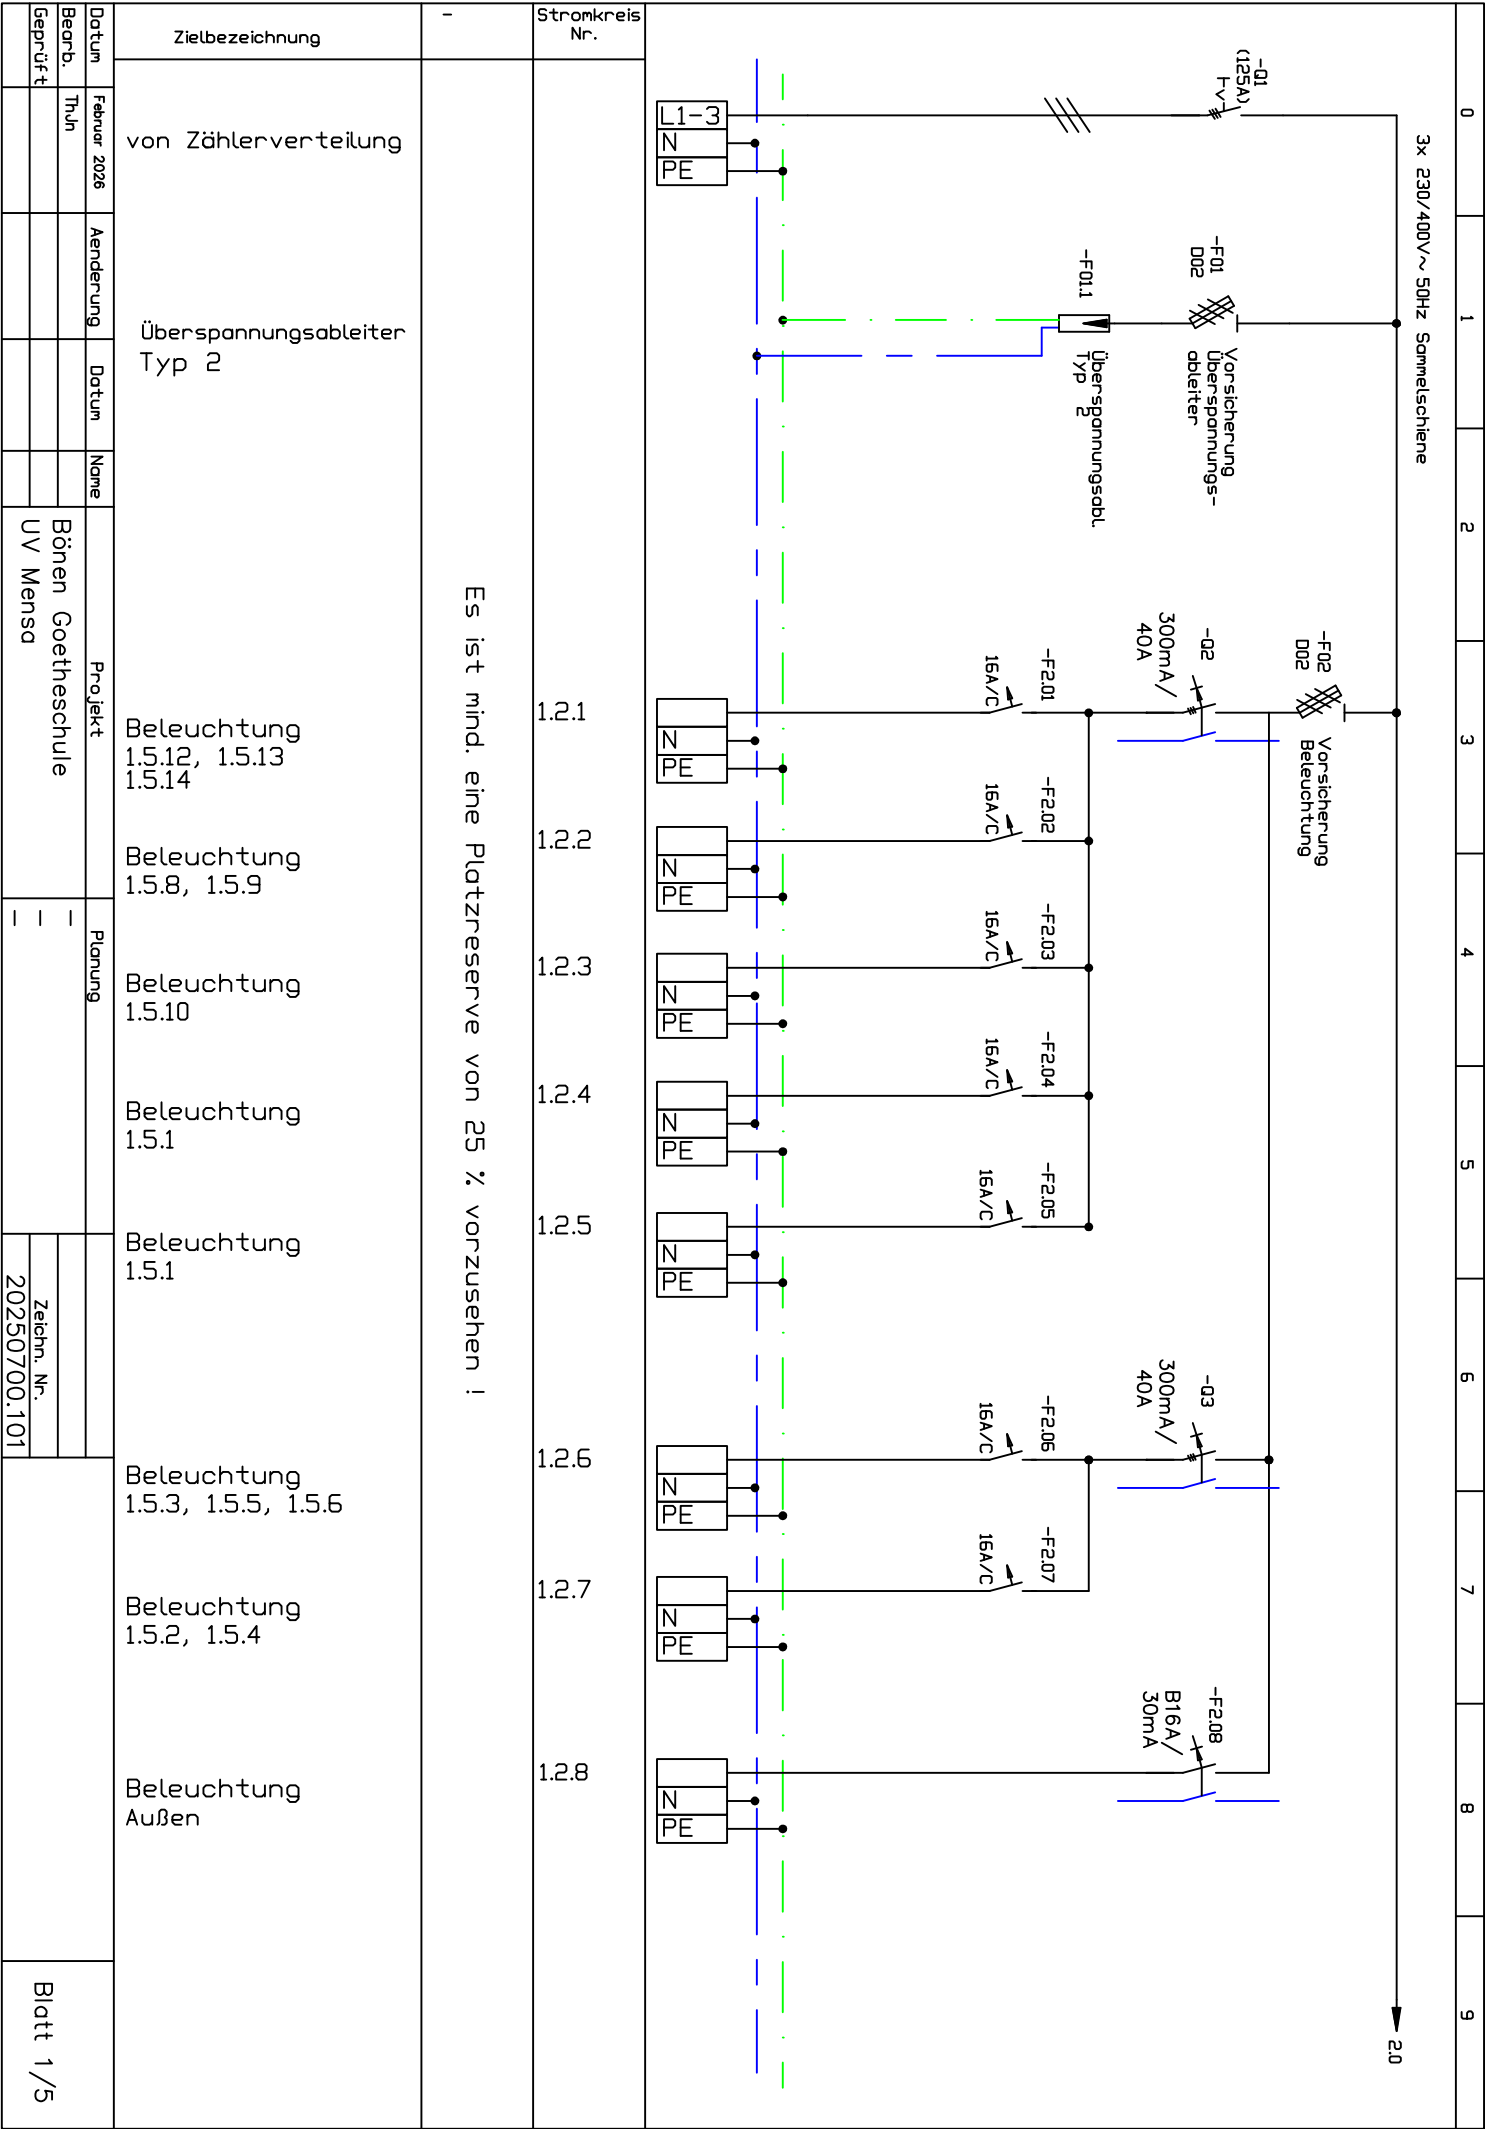 0
1
2
3
4
5
6
7
8
9
3x 230/400V~ 50Hz Sammelschiene
2.0
-Q1
(125A)
-F01
D02
Vorsicherung
Überspannungs-
ableiter
-F01.1
Überspannungsabl.
Typ 2
-F02
D02
Vorsicherung
Beleuchtung
-Q2
300mA/
40A
-Q3
300mA/
40A
-F2.08
B16A/
30mA
-F2.01
16A/C
-F2.02
16A/C
-F2.03
16A/C
-F2.04
16A/C
-F2.05
16A/C
-F2.06
16A/C
-F2.07
16A/C
L1-3
N
PE
N
PE
N
PE
N
PE
N
PE
N
PE
N
PE
N
PE
N
PE
Stromkreis
Nr.
1.2.1
1.2.2
1.2.3
1.2.4
1.2.5
1.2.6
1.2.7
1.2.8
-
Es ist mind. eine Platzreserve von 25 % vorzusehen !
Zielbezeichnung
von Zählerverteilung
Überspannungsableiter
Typ 2
Beleuchtung
1.5.12, 1.5.13
1.5.14
Beleuchtung
1.5.8, 1.5.9
Beleuchtung
1.5.10
Beleuchtung
1.5.1
Beleuchtung
1.5.1
Beleuchtung
1.5.3, 1.5.5, 1.5.6
Beleuchtung
1.5.2, 1.5.4
Beleuchtung
Außen
Datum
Februar 2026
Aenderung
Datum
Name
Projekt
Planung
Bearb.
ThJn
Geprüft
Bönen Goetheschule
UV Mensa
-
-
-
Zeichn. Nr.
20250700.101
Blatt 1/5